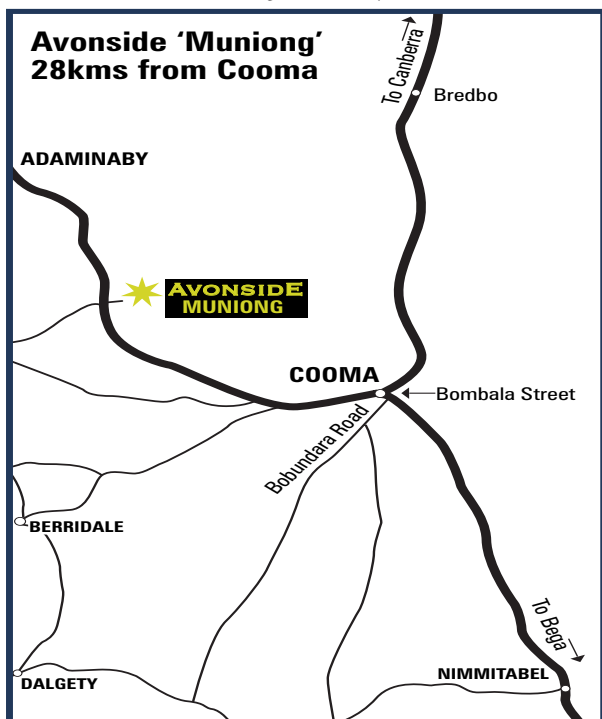 Avonside ‘Muniong’
28kms from Cooma
To Canberra
Bredbo
ADAMINABY
AVONSIDE
MUNIONG
COOMA
Bombala Street
Bobundara Road
BERRIDALE
To Bega
NIMMITABEL
DALGETY